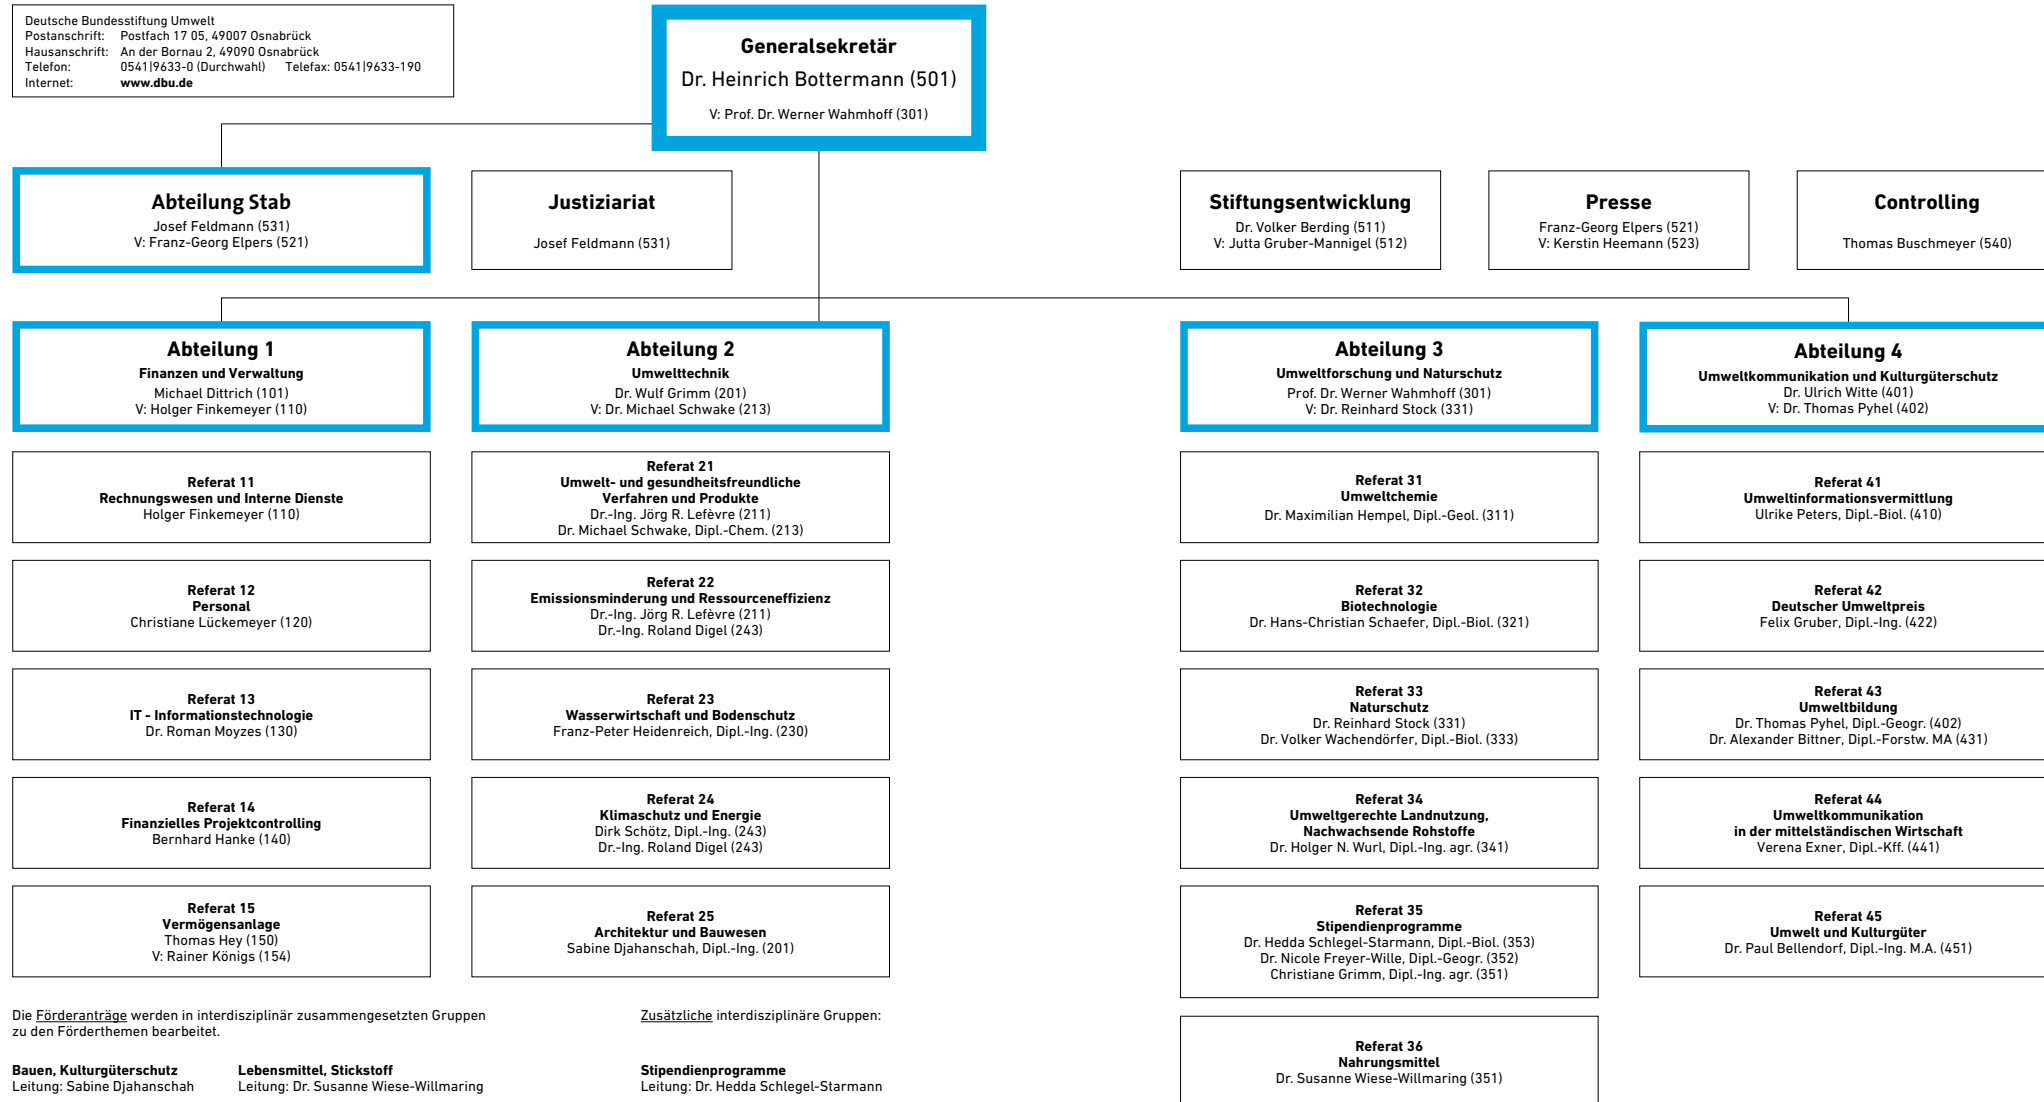 Deutsche Bundesstiftung Umwelt
Postanschrift: Postfach 17 05, 49007 Osnabrück
Hausanschrift: An der Bornau 2, 49090 Osnabrück
Telefon: 0541|9633-0 (Durchwahl) Telefax: 0541|9633-190
Internet: www.dbu.de
Generalsekretär
Dr. Heinrich Bottermann (501)
V: Prof. Dr. Werner Wahmhoff (301)
Abteilung Stab
Josef Feldmann (531)
V: Franz-Georg Elpers (521)
Justiziariat
Josef Feldmann (531)
Stiftungsentwicklung
Dr. Volker Berding (511)
V: Jutta Gruber-Mannigel (512)
Presse
Franz-Georg Elpers (521)
V: Kerstin Heemann (523)
Controlling
Thomas Buschmeyer (540)
Abteilung 1
Finanzen und Verwaltung
Michael Dittrich (101)
V: Holger Finkemeyer (110)
Referat 11
Rechnungswesen und Interne Dienste
Holger Finkemeyer (110)
Referat 12
Personal
Christiane Lückemeyer (120)
Referat 13
IT - Informationstechnologie
Dr. Roman Moyzes (130)
Referat 14
Finanzielles Projektcontrolling
Bernhard Hanke (140)
Referat 15
Vermögensanlage
Thomas Hey (150)
V: Rainer Königs (154)
Abteilung 2
Umwelttechnik
Dr. Wulf Grimm (201)
V: Dr. Michael Schwake (213)
Referat 21
Umwelt- und gesundheitsfreundliche
Verfahren und Produkte
Dr.-Ing. Jörg R. Lefèvre (211)
Dr. Michael Schwake, Dipl.-Chem. (213)
Referat 22
Emissionsminderung und Ressourceneffizienz
Dr.-Ing. Jörg R. Lefèvre (211)
Dr.-Ing. Roland Digel (243)
Referat 23
Wasserwirtschaft und Bodenschutz
Franz-Peter Heidenreich, Dipl.-Ing. (230)
Referat 24
Klimaschutz und Energie
Dirk Schötz, Dipl.-Ing. (243)
Dr.-Ing. Roland Digel (243)
Referat 25
Architektur und Bauwesen
Sabine Djahanschah, Dipl.-Ing. (201)
Abteilung 3
Umweltforschung und Naturschutz
Prof. Dr. Werner Wahmhoff (301)
V: Dr. Reinhard Stock (331)
Referat 31
Umweltchemie
Dr. Maximilian Hempel, Dipl.-Geol. (311)
Referat 32
Biotechnologie
Dr. Hans-Christian Schaefer, Dipl.-Biol. (321)
Referat 33
Naturschutz
Dr. Reinhard Stock (331)
Dr. Volker Wachendörfer, Dipl.-Biol. (333)
Referat 34
Umweltgerechte Landnutzung,
Nachwachsende Rohstoffe
Dr. Holger N. Wurl, Dipl.-Ing. agr. (341)
Referat 35
Stipendienprogramme
Dr. Hedda Schlegel-Starmann, Dipl.-Biol. (353)
Dr. Nicole Freyer-Wille, Dipl.-Geogr. (352)
Christiane Grimm, Dipl.-Ing. agr. (351)
Referat 36
Nahrungsmittel
Dr. Susanne Wiese-Willmaring (351)
Abteilung 4
Umweltkommunikation und Kulturgüterschutz
Dr. Ulrich Witte (401)
V: Dr. Thomas Pyhel (402)
Referat 41
Umweltinformationsvermittlung
Ulrike Peters, Dipl.-Biol. (410)
Referat 42
Deutscher Umweltpreis
Felix Gruber, Dipl.-Ing. (422)
Referat 43
Umweltbildung
Dr. Thomas Pyhel, Dipl.-Geogr. (402)
Dr. Alexander Bittner, Dipl.-Forstw. MA (431)
Referat 44
Umweltkommunikation
in der mittelständischen Wirtschaft
Verena Exner, Dipl.-Kff. (441)
Referat 45
Umwelt und Kulturgüter
Dr. Paul Bellendorf, Dipl.-Ing. M.A. (451)
Die Förderanträge werden in interdisziplinär zusammengesetzten Gruppen
zu den Förderthemen bearbeitet.
Bauen, Kulturgüterschutz
Leitung: Sabine Djahanschah
Lebensmittel, Stickstoff
Leitung: Dr. Susanne Wiese-Willmaring
Zusätzliche interdisziplinäre Gruppen:
Stipendienprogramme
Leitung: Dr. Hedda Schlegel-Starmann